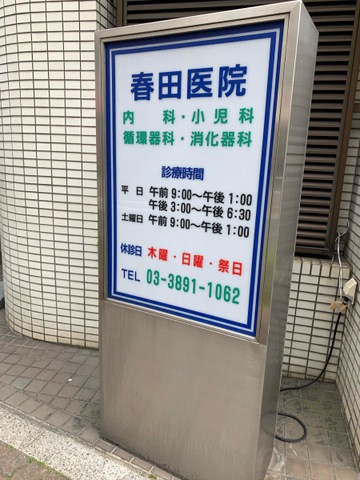 春田医院
内 科・小児科
循環器科・消化器科
診療時間
平 日 午前 9:00〜午後 1:00
午後 3:00〜午後 6:30
土曜日 午前 9:00〜午後 1:00
休診日 木曜・日曜・祭日
TEL 03-3891-1062